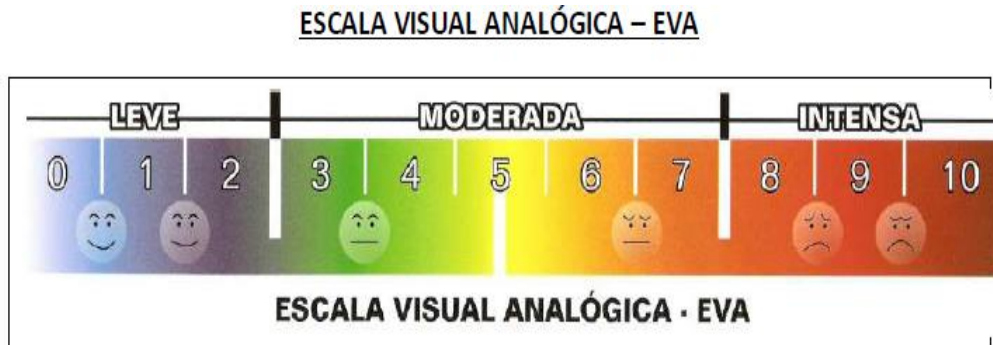 ESCALA VISUAL ANALÓGICA – EVA
LEVE MODERADA INTENSA
0 1 2 3 4 5 6 7 8 9 10
ESCALA VISUAL ANALÓGICA · EVA